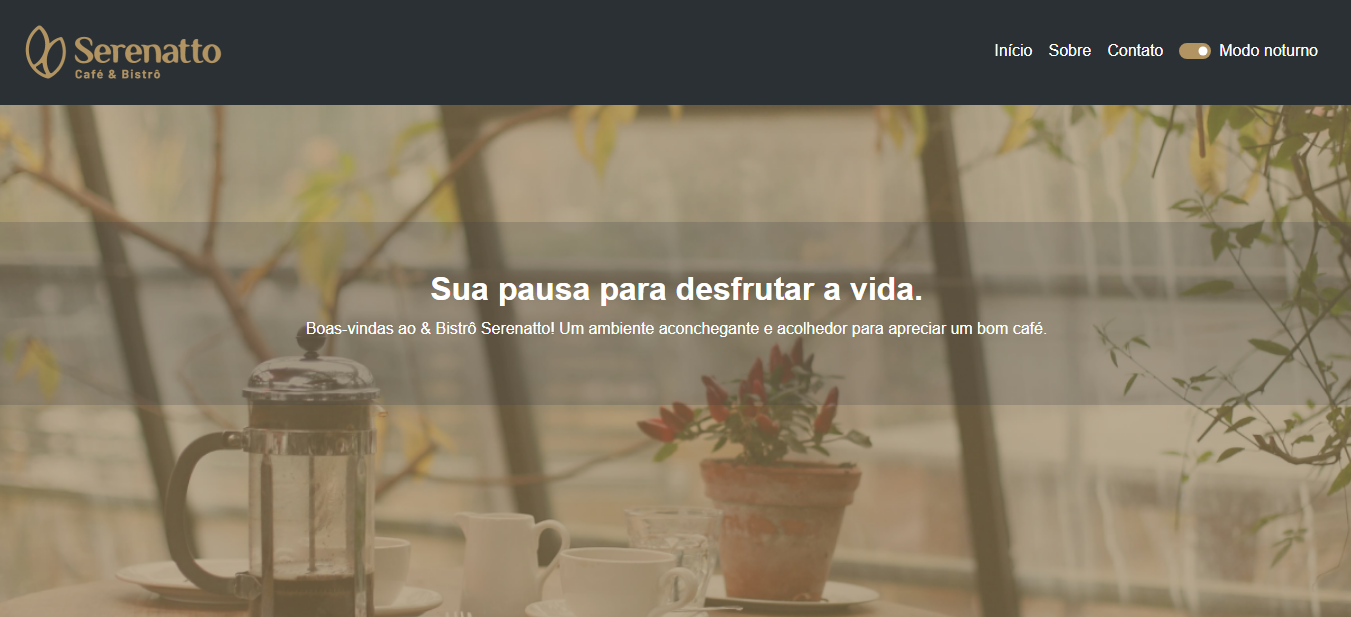 Serenatto
Café & Bistrô
Início Sobre Contato Modo noturno
Sua pausa para desfrutar a vida.
Boas-vindas ao & Bistrô Serenatto! Um ambiente aconchegante e acolhedor para apreciar um bom café.